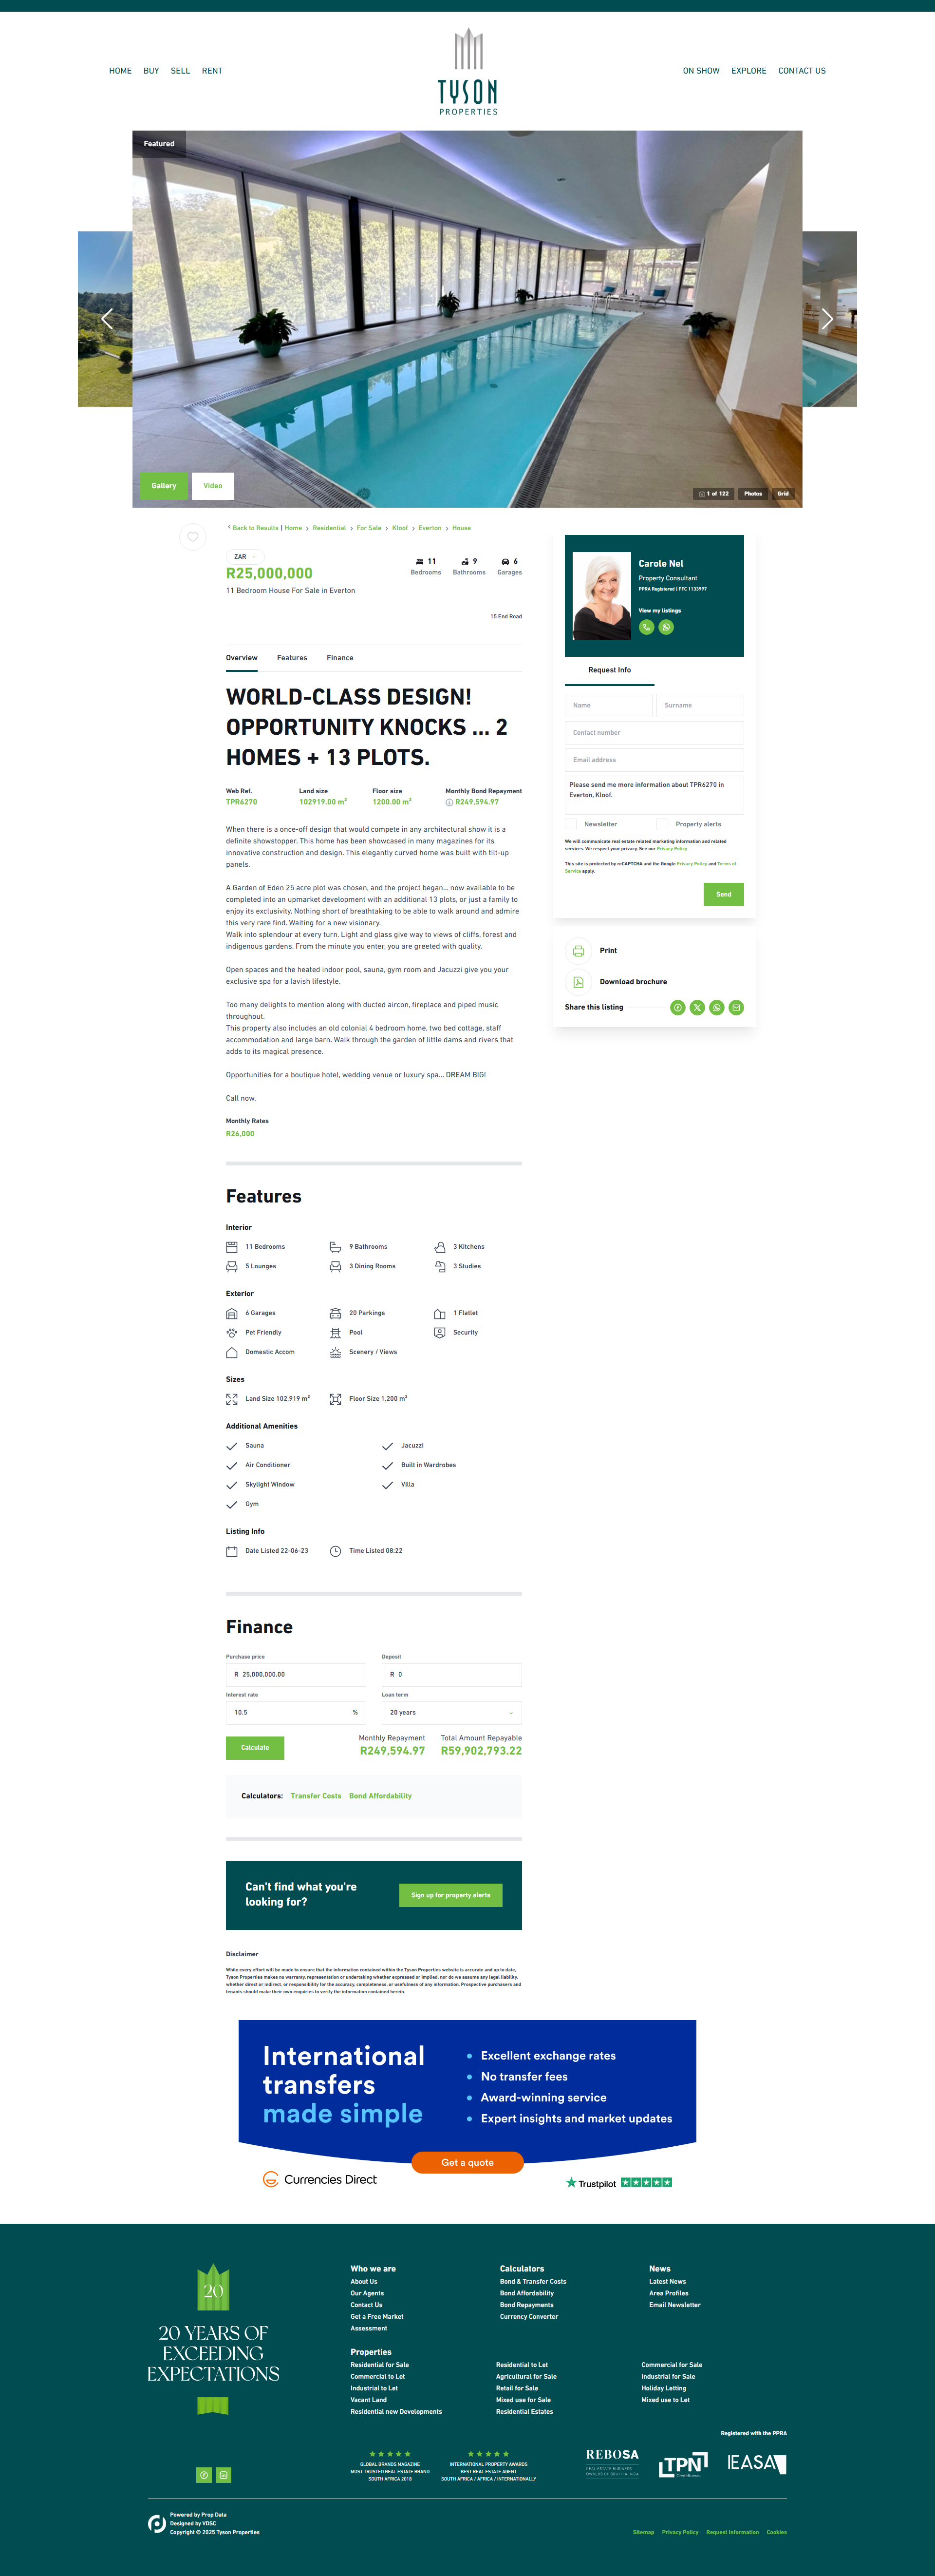 HOME BUY SELL RENT
TYSON
PROPERTIES
ON SHOW EXPLORE CONTACT US
Featured
Gallery Video
1 of 122 Photos Grid
Back to Results | Home > Residential > For Sale > Kloof > Everton > House
ZAR
R25,000,000
11 Bedroom House For Sale in Everton
11 9 6
Bedrooms Bathrooms Garages
15 End Road
Overview Features Finance
WORLD-CLASS DESIGN!
OPPORTUNITY KNOCKS ... 2
HOMES + 13 PLOTS.
Web Ref. Land size Floor size Monthly Bond Repayment
TPR6270 102919.00 m² 1200.00 m² R249,594.97
When there is a once-off design that would compete in any architectural show it is a
definite showstopper. This home has been showcased in many magazines for its
innovative construction and design. This elegantly curved home was built with tilt-up
panels.
A Garden of Eden 25 acre plot was chosen, and the project began... now available to be
completed into an upmarket development with an additional 13 plots, or just a family to
enjoy its exclusivity. Nothing short of breathtaking to be able to walk around and admire
this very rare find. Waiting for a new visionary.
Walk into splendour at every turn. Light and glass give way to views of cliffs, forest and
indigenous gardens. From the minute you enter, you are greeted with quality.
Open spaces and the heated indoor pool, sauna, gym room and Jacuzzi give you your
exclusive spa for a lavish lifestyle.
Too many delights to mention along with ducted aircon, fireplace and piped music
throughout.
This property also includes an old colonial 4 bedroom home, two bed cottage, staff
accommodation and large barn. Walk through the garden of little dams and rivers that
adds to its magical presence.
Opportunities for a boutique hotel, wedding venue or luxury spa... DREAM BIG!
Call now.
Monthly Rates
R26,000
Carole Nel
Property Consultant
PPRA Registered | FFC 1133997
View my listings
Request Info
Name Surname
Contact number
Email address
Please send me more information about TPR6270 in
Everton, Kloof.
Newsletter Property alerts
We will communicate real estate related marketing information and related
services. We respect your privacy. See our Privacy Policy
This site is protected by reCAPTCHA and the Google Privacy Policy and Terms of
Service apply.
Send
Print
Download brochure
Share this listing
Features
Interior
11 Bedrooms 9 Bathrooms 3 Kitchens
5 Lounges 3 Dining Rooms 3 Studies
Exterior
6 Garages 20 Parkings 1 Flatlet
Pet Friendly Pool Security
Domestic Accom Scenery / Views
Sizes
Land Size 102,919 m² Floor Size 1,200 m²
Additional Amenities
Sauna Jacuzzi
Air Conditioner Built in Wardrobes
Skylight Window Villa
Gym
Listing Info
Date Listed 22-06-23 Time Listed 08:22
Finance
Purchase price Deposit
R 25,000,000.00 R 0
Interest rate Loan term
10.5 % 20 years
Calculate
Monthly Repayment Total Amount Repayable
R249,594.97 R59,902,793.22
Calculators: Transfer Costs Bond Affordability
Can't find what you're
looking for?
Sign up for property alerts
Disclaimer
While every effort will be made to ensure that the information contained within the Tyson Properties website is accurate and up to date,
Tyson Properties makes no warranty, representation or undertaking whether expressed or implied, nor do we assume any legal liability,
whether direct or indirect, or responsibility for the accuracy, completeness, or usefulness of any information. Prospective purchasers and
tenants should make their own enquiries to verify the information contained herein.
International
transfers
made simple
Excellent exchange rates
No transfer fees
Award-winning service
Expert insights and market updates
Get a quote
Currencies Direct
Trustpilot
20
20 YEARS OF
EXCEEDING
EXPECTATIONS
Who we are
About Us
Our Agents
Contact Us
Get a Free Market
Assessment
Calculators
Bond & Transfer Costs
Bond Affordability
Bond Repayments
Currency Converter
News
Latest News
Area Profiles
Email Newsletter
Properties
Residential for Sale Residential to Let Commercial for Sale
Commercial to Let Agricultural for Sale Industrial for Sale
Industrial to Let Retail for Sale Holiday Letting
Vacant Land Mixed use for Sale Mixed use to Let
Residential new Developments Residential Estates
Registered with the PPRA
GLOBAL BRANDS MAGAZINE
MOST TRUSTED REAL ESTATE BRAND
SOUTH AFRICA 2018
INTERNATIONAL PROPERTY AWARDS
BEST REAL ESTATE AGENT
SOUTH AFRICA / AFRICA / INTERNATIONALLY
REBOSA
REAL ESTATE BUSINESS
OWNERS OF SOUTH AFRICA
TPN
IEASA
Powered by Prop Data
Designed by VDSC
Copyright © 2025 Tyson Properties
Sitemap Privacy Policy Request Information Cookies